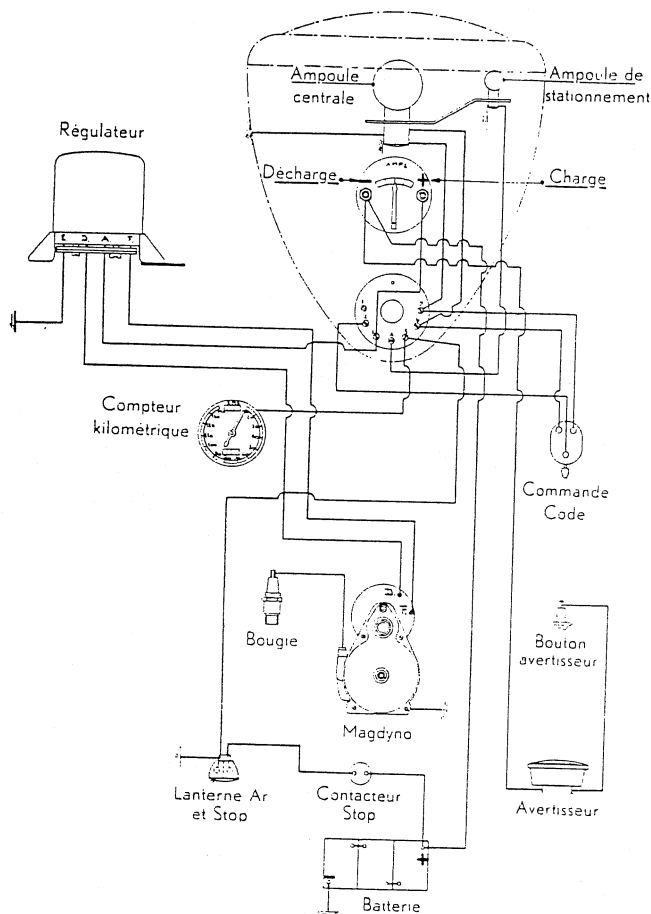 Ampoule
centrale
Ampoule de
stationnement
Régulateur
AMPS
Décharge
Charge
-
+
E. D. A. F.
Compteur
kilométrique
Commande
Code
Bougie
D.
F.
Bouton
avertisseur
Magdyno
Lanterne Ar
et Stop
Contacteur
Stop
Avertisseur
+
-
Batterie